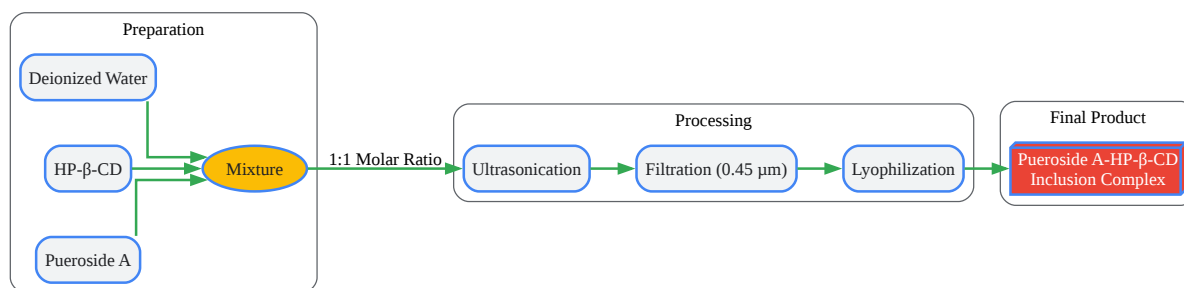 Preparation
Deionized Water
HP-β-CD
Pueroside A
Mixture
1:1 Molar Ratio
Processing
Ultrasonication
Filtration (0.45 µm)
Lyophilization
Final Product
Pueroside A-HP-β-CD
Inclusion Complex